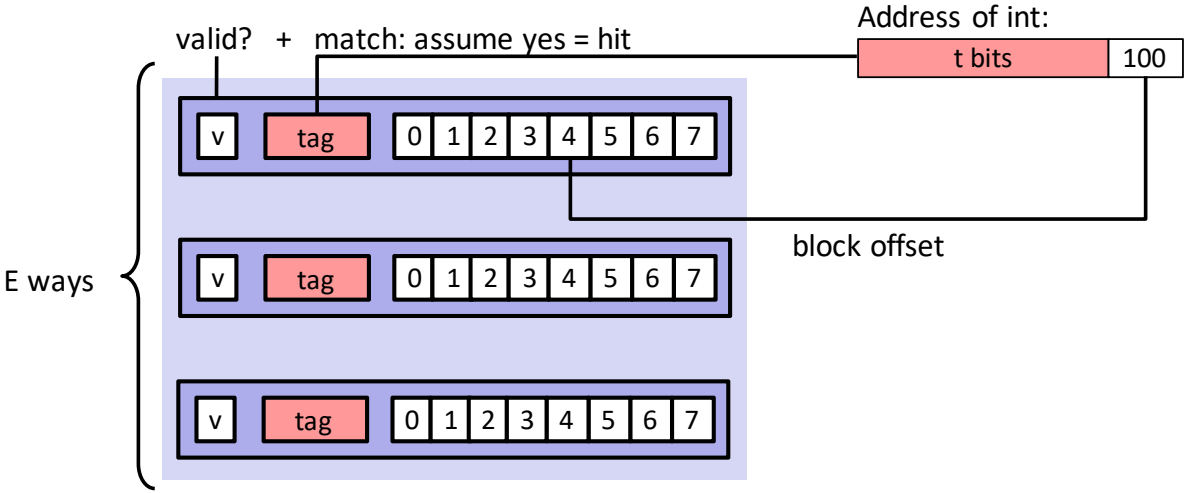 Address of int:
valid? + match: assume yes = hit
t bits 100
v tag 0 1 2 3 4 5 6 7
block offset
v tag 0 1 2 3 4 5 6 7
E ways
v tag 0 1 2 3 4 5 6 7